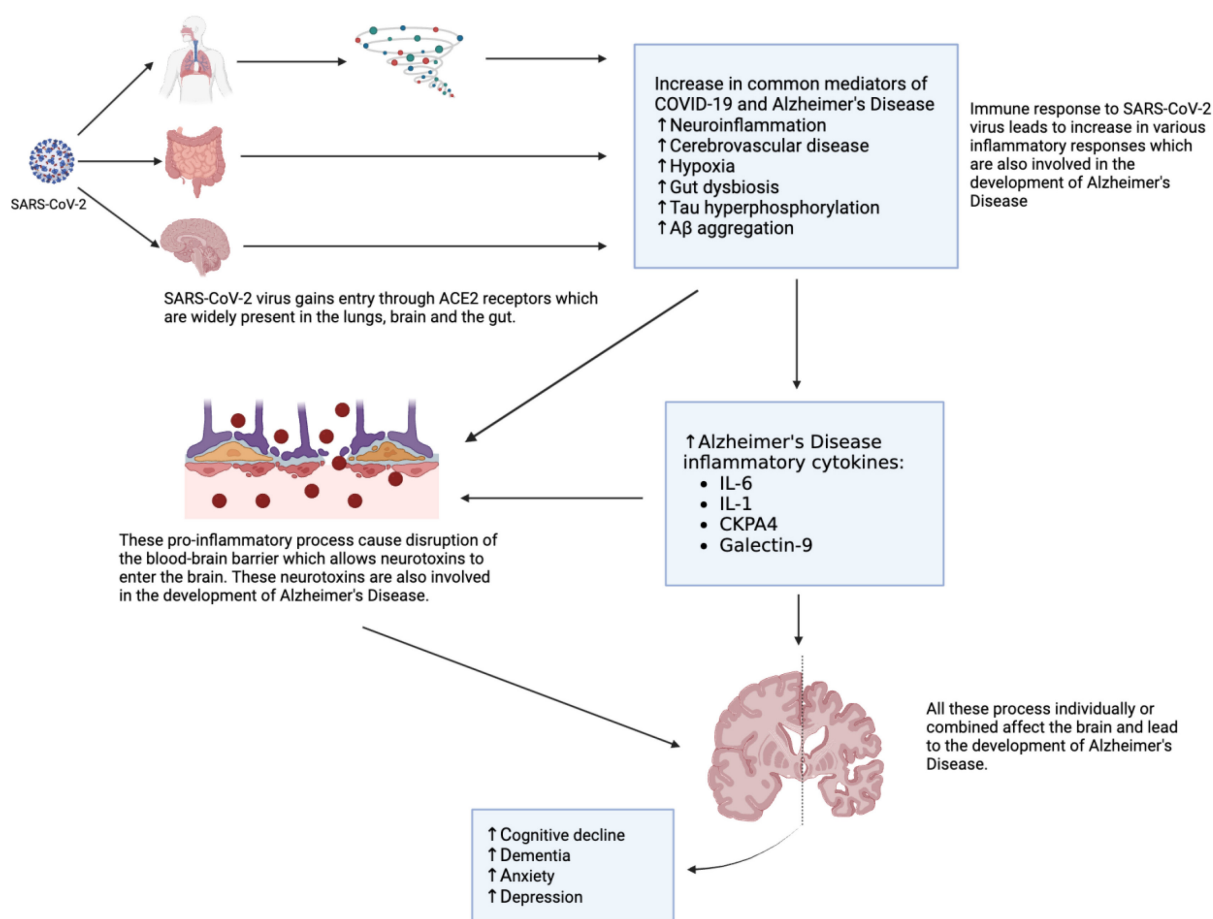 SARS-CoV-2
SARS-CoV-2 virus gains entry through ACE2 receptors which
are widely present in the lungs, brain and the gut.
Increase in common mediators of
COVID-19 and Alzheimer's Disease
↑Neuroinflammation
↑Cerebrovascular disease
↑Hypoxia
↑Gut dysbiosis
↑Tau hyperphosphorylation
↑Aβ aggregation
Immune response to SARS-CoV-2
virus leads to increase in various
inflammatory responses which
are also involved in the
development of Alzheimer's
Disease
↑Alzheimer's Disease
inflammatory cytokines:
• IL-6
• IL-1
• CKPA4
• Galectin-9
These pro-inflammatory process cause disruption of
the blood-brain barrier which allows neurotoxins to
enter the brain. These neurotoxins are also involved
in the development of Alzheimer's Disease.
All these process individually or
combined affect the brain and lead
to the development of Alzheimer's
Disease.
↑Cognitive decline
↑Dementia
↑Anxiety
↑Depression